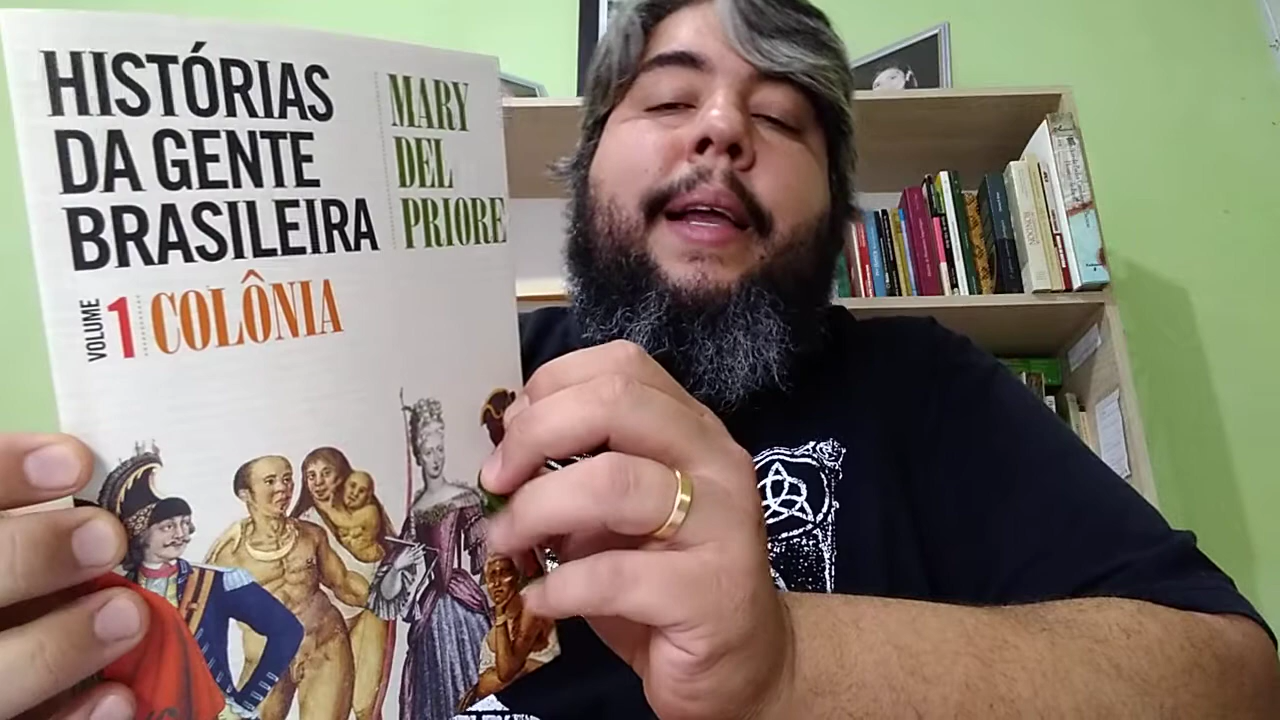 HISTÓRIAS
DA GENTE
BRASILEIRA
MARY
DEL
PRIORE
VOLUME
1 COLÔNIA